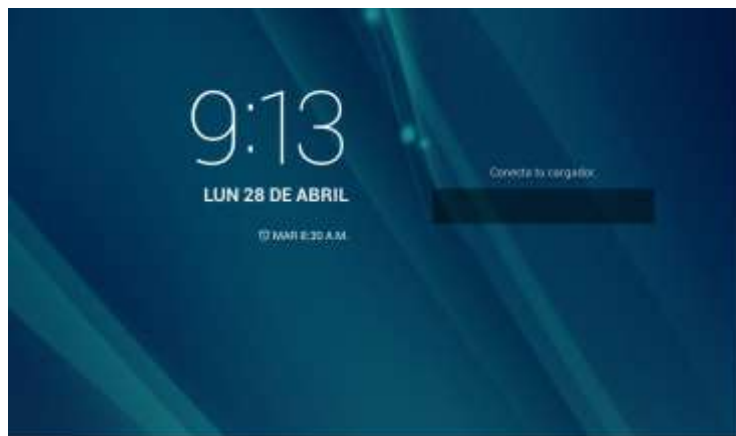 9:13
LUN 28 DE ABRIL
MAR 8:30 A.M.
Conecta tu cargador.